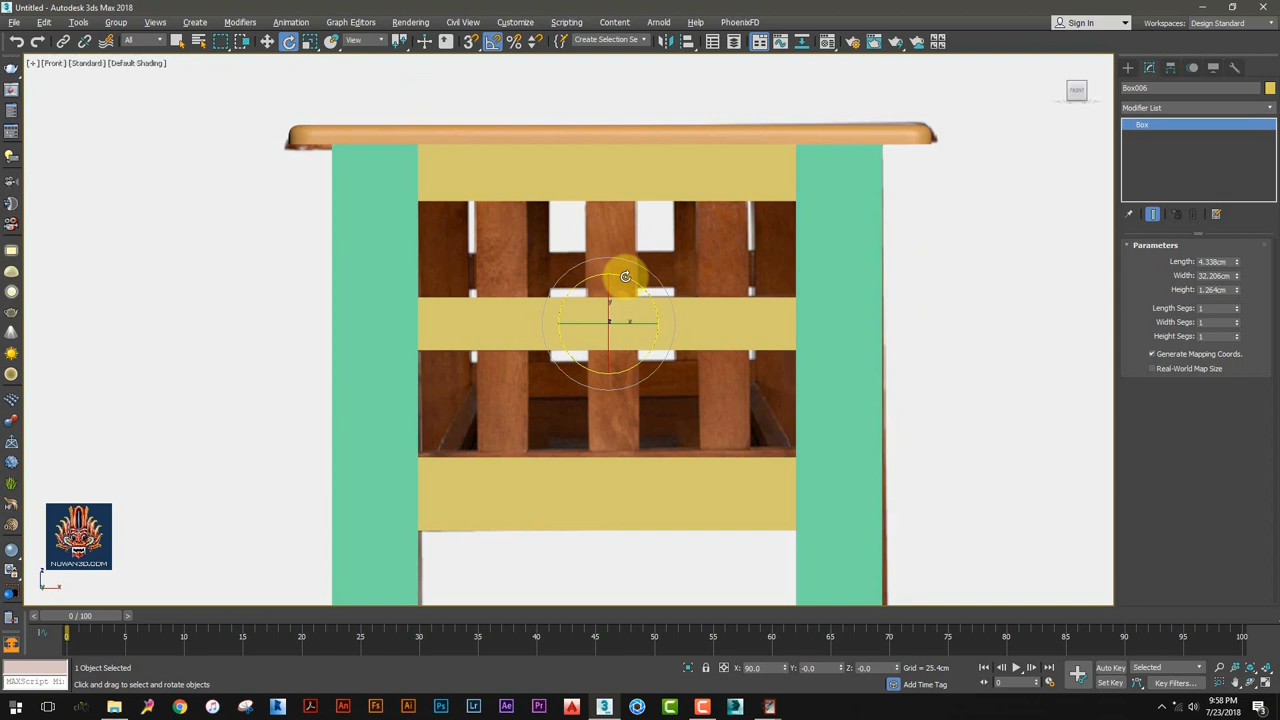 Untitled - Autodesk 3ds Max 2018
File Edit Tools Group Views Create Modifiers Animation Graph Editors Rendering Civil View Customize Scripting Content Arnold Help PhoenixFD
Sign In
Workspaces: Design Standard
All
View
Create Selection Se
[+] [Front] [Standard] [Default Shading]
FRONT
Box006
Modifier List
Box
Parameters
Length: 4.338cm
Width: 32.206cm
Height: 1.264cm
Length Segs: 1
Width Segs: 1
Height Segs: 1
Generate Mapping Coords.
Real-World Map Size
y
z x
NUWAN3D.COM
z
x
0 / 100
0 5 10 15 20 25 30 35 40 45 50 55 60 65 70 75 80 85 90 95 100
1 Object Selected
X: 90.0 Y: -0.0 Z: -0.0 Grid = 25.4cm
Auto Key Selected
MAXScript Mi
Click and drag to select and rotate objects
Add Time Tag
0
Set Key Key Filters...
9:58 PM
7/23/2018